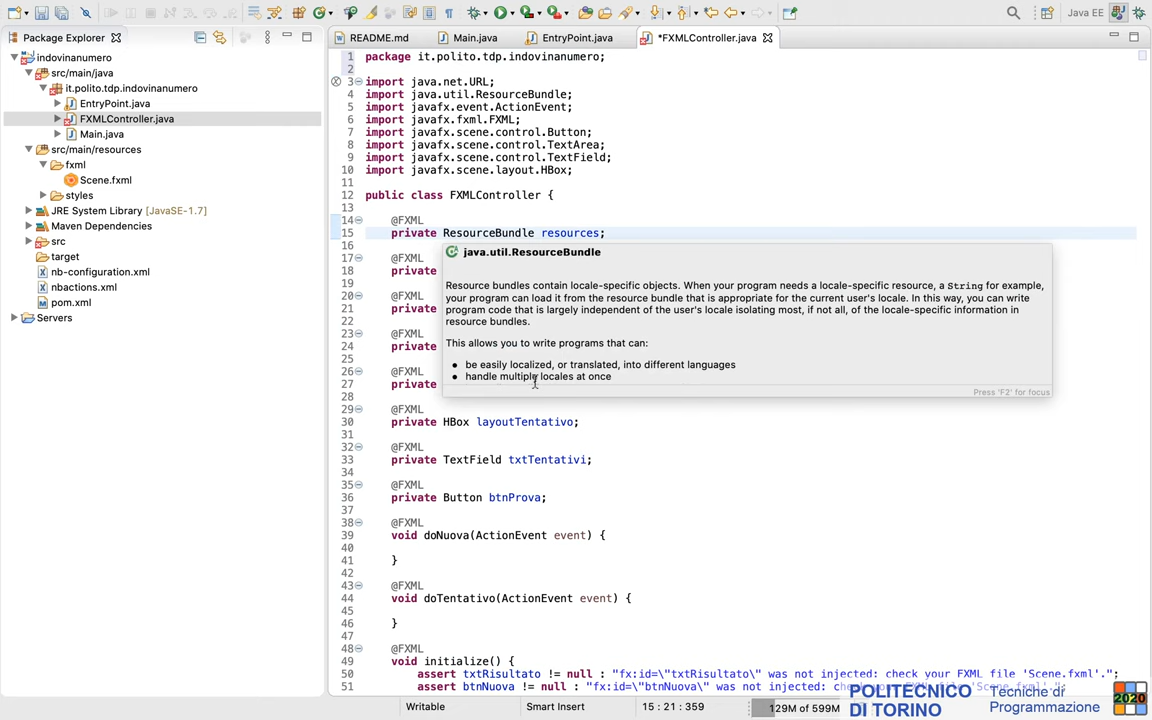 Java EE
Package Explorer
README.md
Main.java
EntryPoint.java
*FXMLController.java
indovinanumero
src/main/java
it.polito.tdp.indovinanumero
EntryPoint.java
FXMLController.java
Main.java
src/main/resources
fxml
Scene.fxml
styles
JRE System Library [JavaSE-1.7]
Maven Dependencies
src
target
nb-configuration.xml
nbactions.xml
pom.xml
Servers
1 package it.polito.tdp.indovinanumero;
2
3 import java.net.URL;
4 import java.util.ResourceBundle;
5 import javafx.event.ActionEvent;
6 import javafx.fxml.FXML;
7 import javafx.scene.control.Button;
8 import javafx.scene.control.TextArea;
9 import javafx.scene.control.TextField;
10 import javafx.scene.layout.HBox;
11
12 public class FXMLController {
13
14 @FXML
15 private ResourceBundle resources;
16
17 @FXML
18 private
19
20 @FXML
21 private
22
23 @FXML
24 private
25
26 @FXML
27 private
28
java.util.ResourceBundle
Resource bundles contain locale-specific objects. When your program needs a locale-specific resource, a String for example,
your program can load it from the resource bundle that is appropriate for the current user's locale. In this way, you can write
program code that is largely independent of the user's locale isolating most, if not all, of the locale-specific information in
resource bundles.
This allows you to write programs that can:
• be easily localized, or translated, into different languages
• handle multiple locales at once
Press 'F2' for focus
29 @FXML
30 private HBox layoutTentativo;
31
32 @FXML
33 private TextField txtTentativi;
34
35 @FXML
36 private Button btnProva;
37
38 @FXML
39 void doNuova(ActionEvent event) {
40
41 }
42
43 @FXML
44 void doTentativo(ActionEvent event) {
45
46 }
47
48 @FXML
49 void initialize() {
50 assert txtRisultato != null : "fx:id=\"txtRisultato\" was not injected: check your FXML file 'Scene.fxml'.";
51 assert btnNuova != null : "fx:id=\"btnNuova\" was not injected: check your FXML file 'Scene.fxml'.";
Writable
Smart Insert
15 : 21 : 359
129M of 599M
POLITECNICO
DI TORINO
Tecniche di
Programmazione
2020